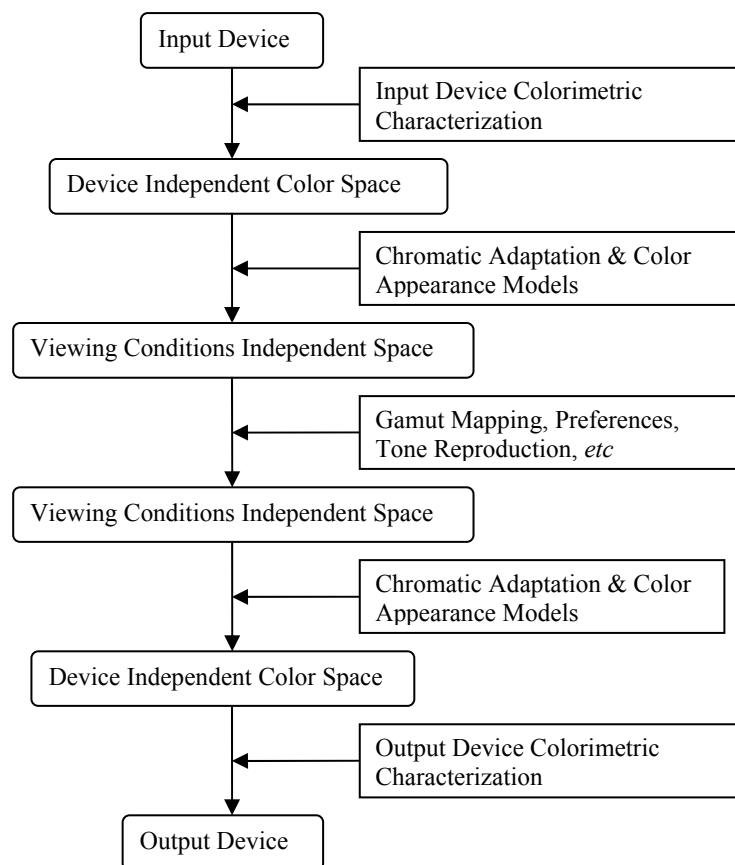 Input Device
Input Device Colorimetric
Characterization
Device Independent Color Space
Chromatic Adaptation & Color
Appearance Models
Viewing Conditions Independent Space
Gamut Mapping, Preferences,
Tone Reproduction, etc
Viewing Conditions Independent Space
Chromatic Adaptation & Color
Appearance Models
Device Independent Color Space
Output Device Colorimetric
Characterization
Output Device